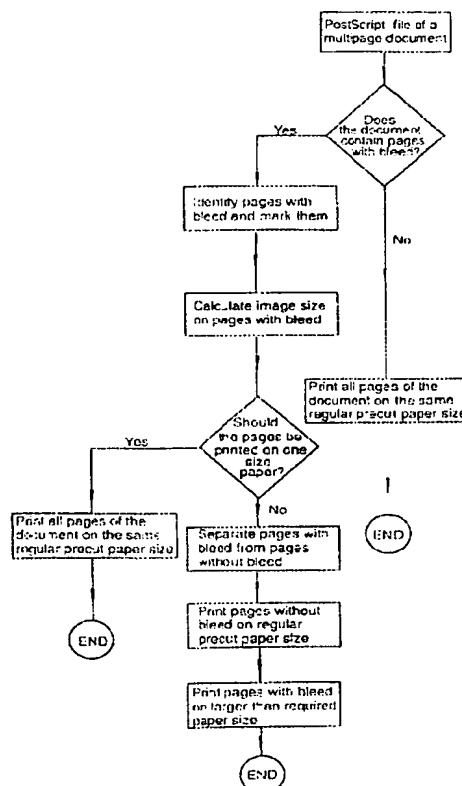 PostScript file of a
multipage document
Does
the document
contain pages
with bleed?
Yes
No
Identify pages with
bleed and mark them
Calculate image size
on pages with bleed
Print all pages of the
document on the same
regular precut paper size
END
Should
the pages be
printed on one
size
paper?
Yes
No
Print all pages of the
document on the same
regular precut paper size
END
Separate pages with
bleed from pages
without bleed
Print pages without
bleed on regular
precut paper size
Print pages with bleed
on larger than required
paper size
END